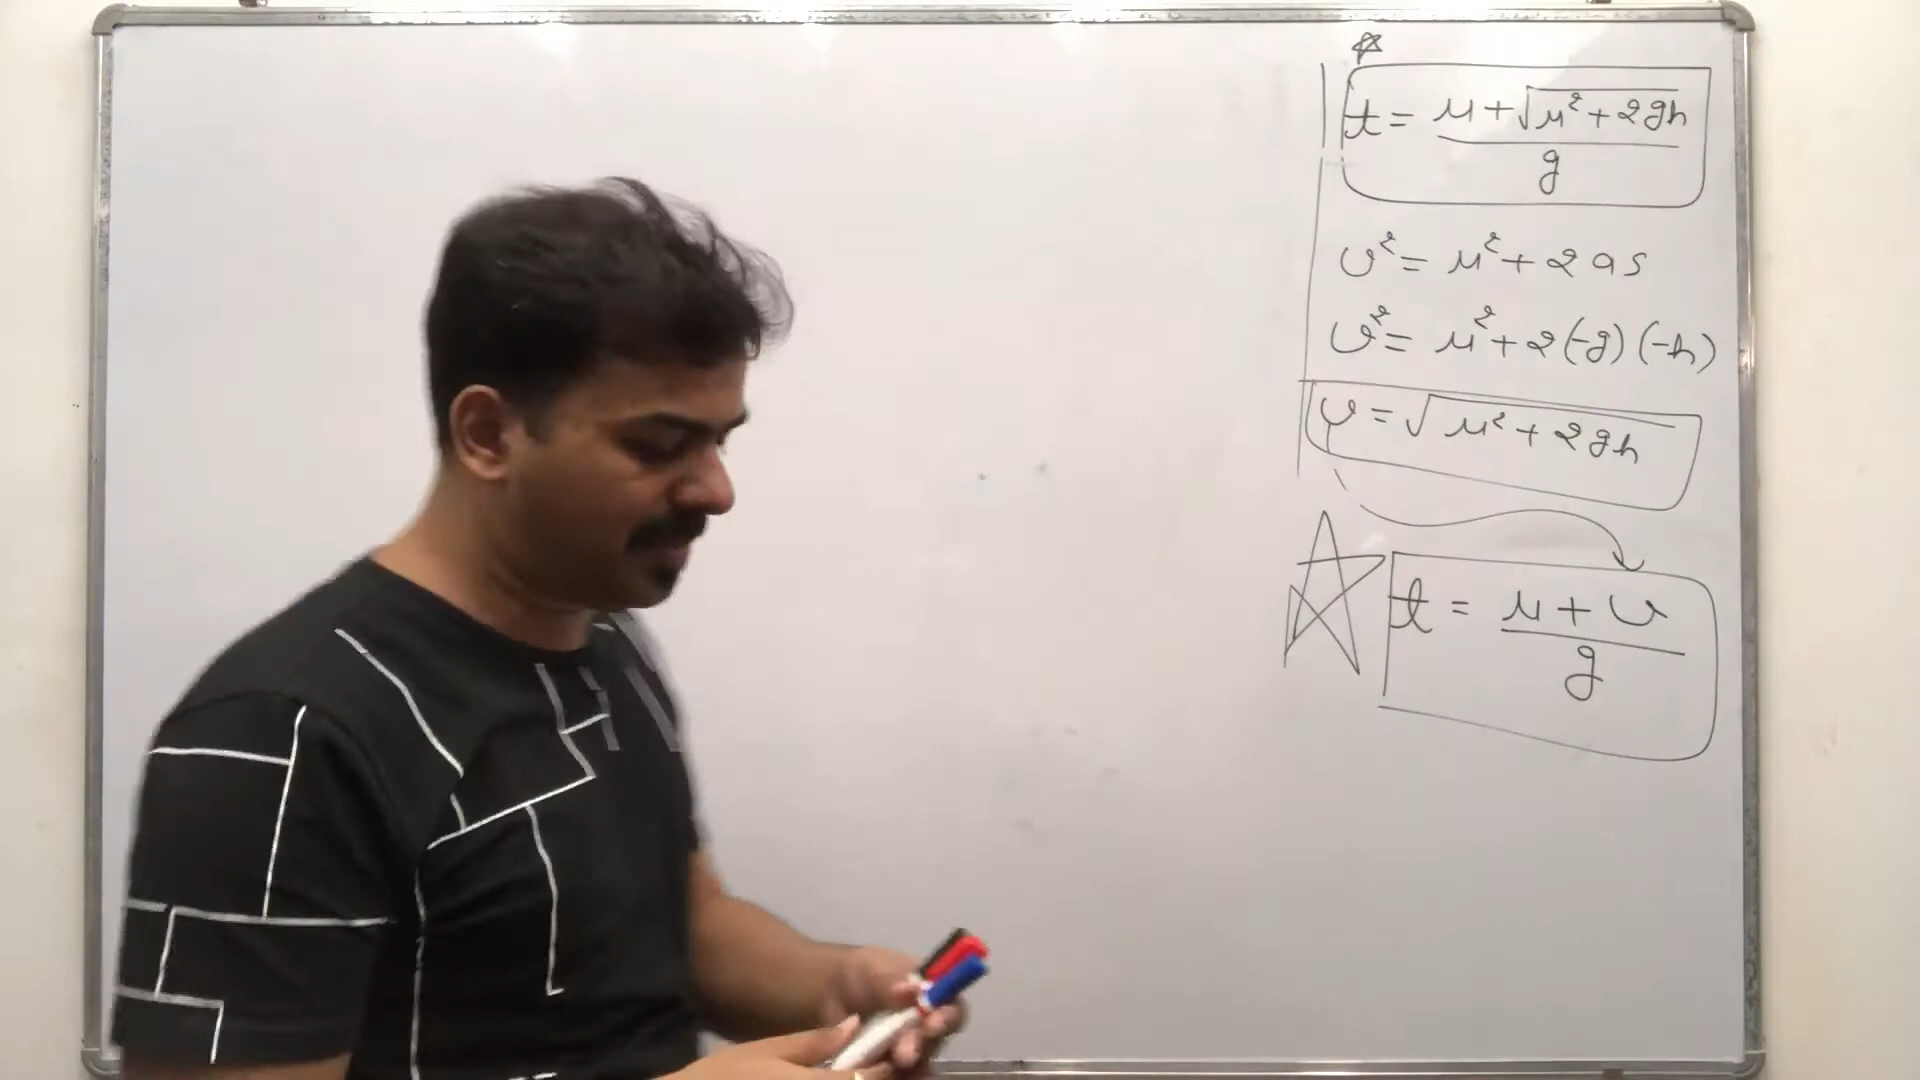 t = u + √u² + 2gh / g
v² = u² + 2as
v² = u² + 2(-g)(-h)
v = √u² + 2gh
t = u + v / g